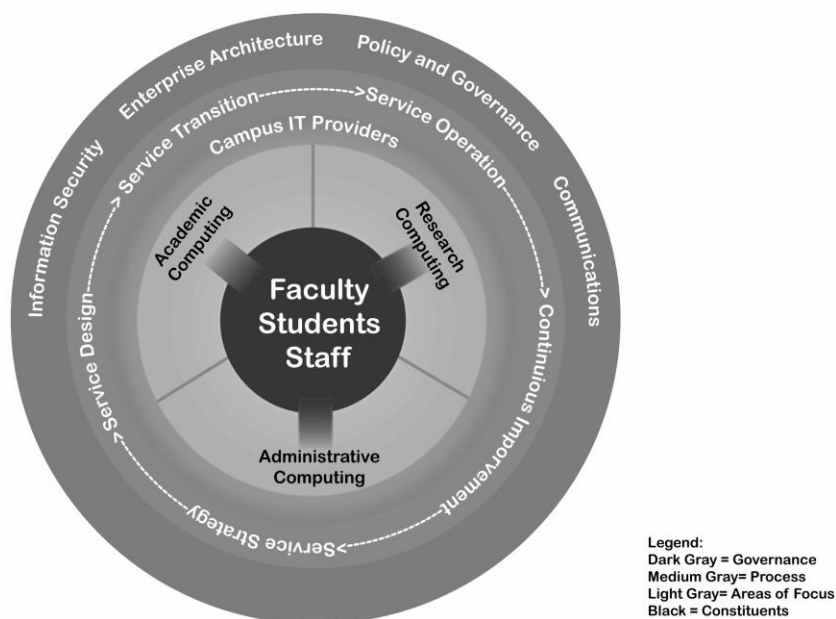 Information Security
Enterprise Architecture
Policy and Governance
Communications
>Service Design----------> Service Transition----------->Service Operation----------> Continuious Imporvement----------->Service Strategy----------
Campus IT Providers
Academic
Computing
Research
Computing
Administrative
Computing
Faculty
Students
Staff
Legend:
Dark Gray = Governance
Medium Gray= Process
Light Gray= Areas of Focus
Black = Constituents